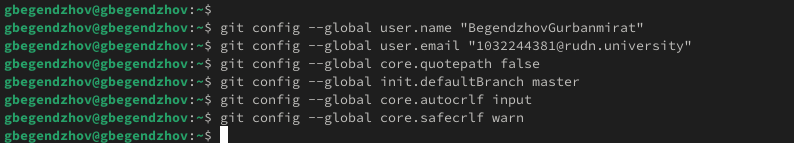 gbegendzhov@gbegendzhov:~$
gbegendzhov@gbegendzhov:~$ git config --global user.name "BegendzhovGurbanmirat"
gbegendzhov@gbegendzhov:~$ git config --global user.email "1032244381@rudn.university"
gbegendzhov@gbegendzhov:~$ git config --global core.quotepath false
gbegendzhov@gbegendzhov:~$ git config --global init.defaultBranch master
gbegendzhov@gbegendzhov:~$ git config --global core.autocrlf input
gbegendzhov@gbegendzhov:~$ git config --global core.safecrlf warn
gbegendzhov@gbegendzhov:~$